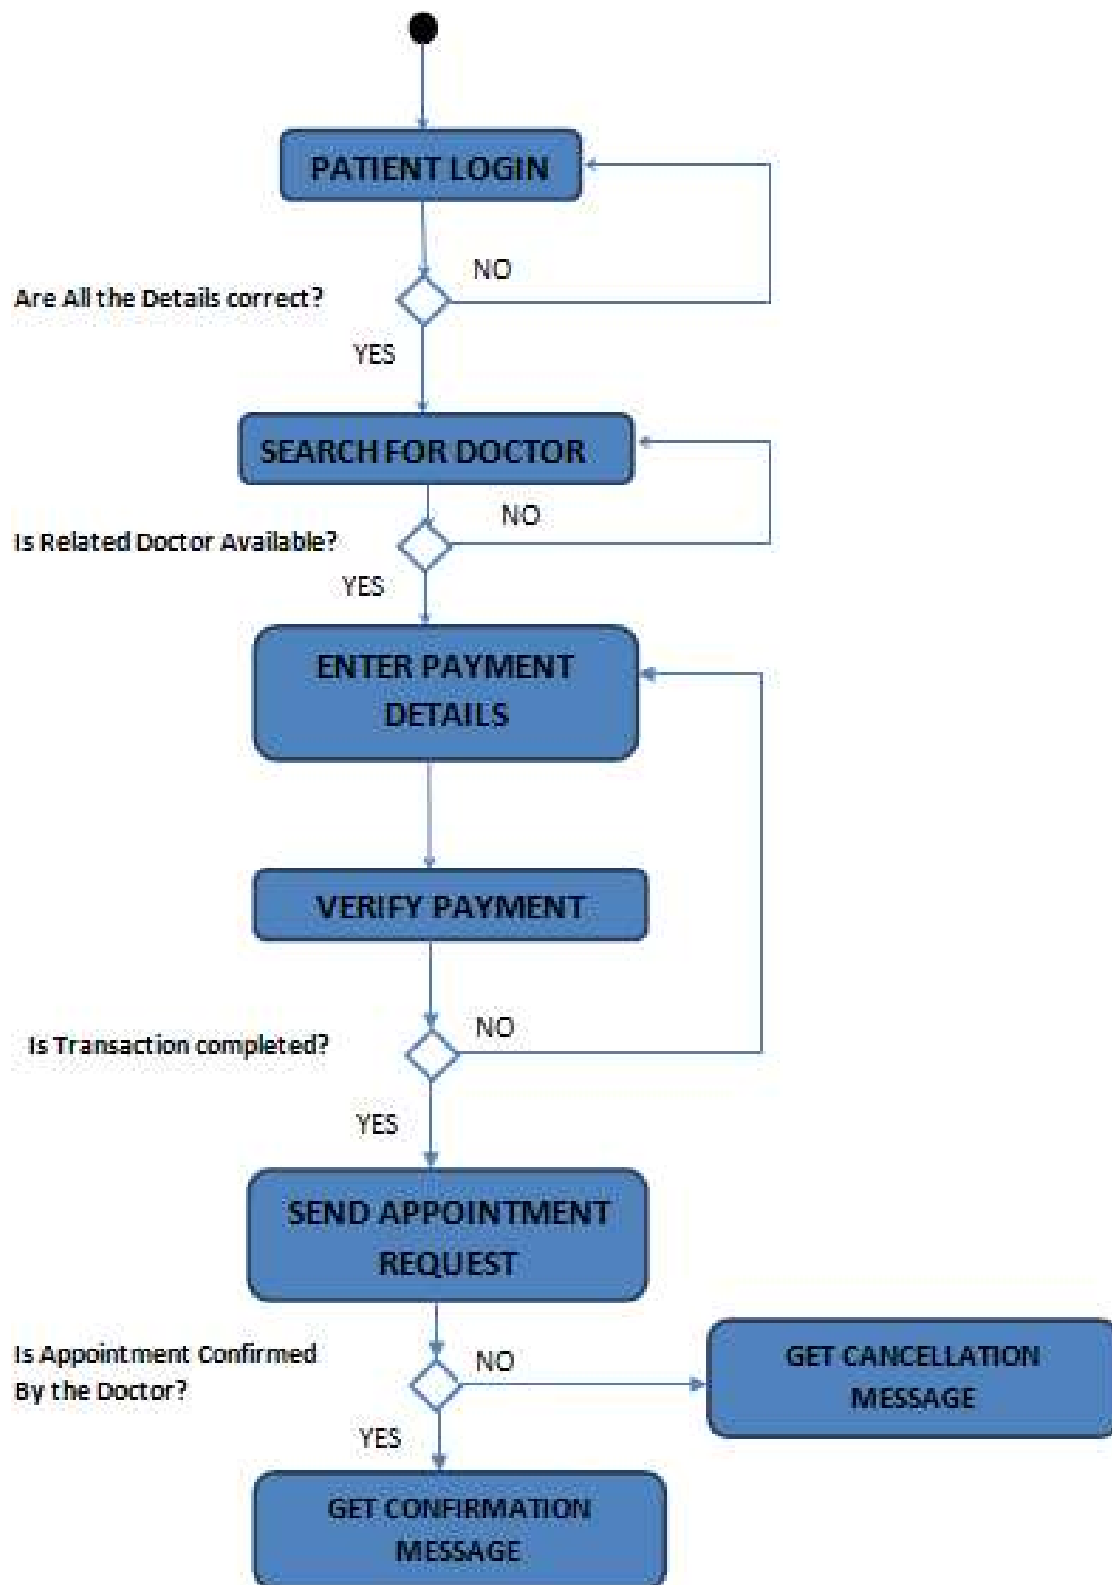 PATIENT LOGIN
NO
Are All the Details correct?
YES
SEARCH FOR DOCTOR
NO
Is Related Doctor Available?
YES
ENTER PAYMENT
DETAILS
VERIFY PAYMENT
NO
Is Transaction completed?
YES
SEND APPOINTMENT
REQUEST
Is Appointment Confirmed
By the Doctor?
NO
GET CANCELLATION
MESSAGE
YES
GET CONFIRMATION
MESSAGE